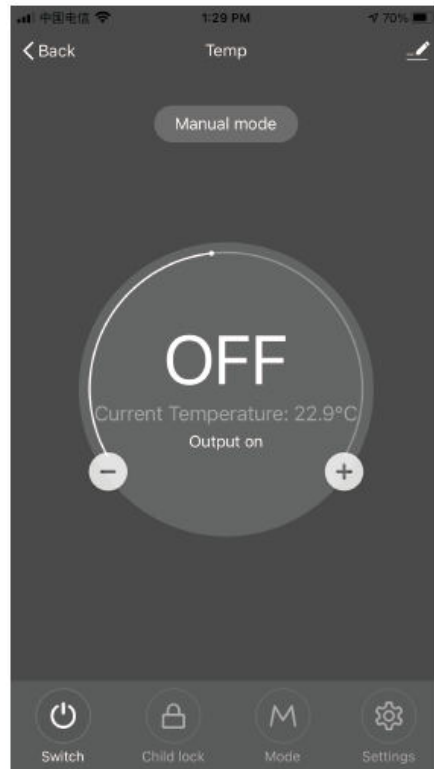 中国电信 1:29 PM 70%
Back Temp
Manual mode
OFF
Current Temperature: 22.9°C
Output on
− +
M
Switch Child lock Mode Settings